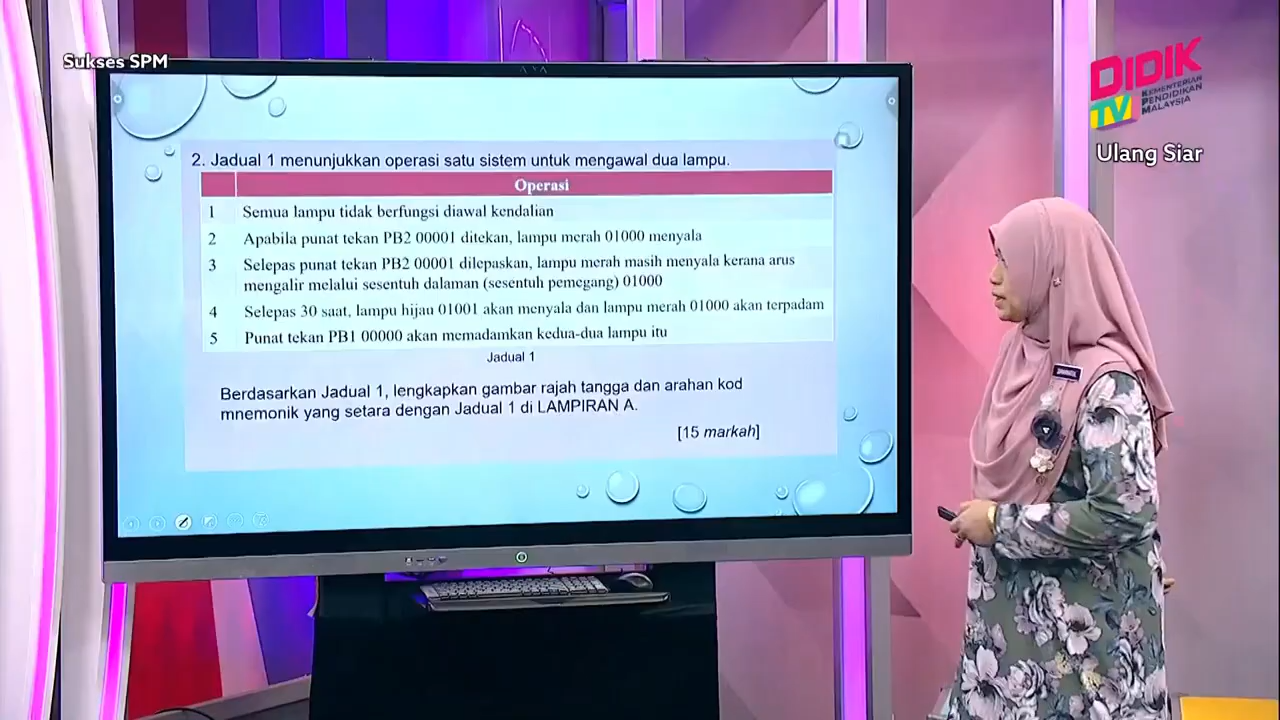 Sukses SPM
DIDIK
TV
KEMENTERIAN
PENDIDIKAN
MALAYSIA
Ulang Siar
2. Jadual 1 menunjukkan operasi satu sistem untuk mengawal dua lampu.
Operasi
1 Semua lampu tidak berfungsi diawal kendalian
2 Apabila punat tekan PB2 00001 ditekan, lampu merah 01000 menyala
3 Selepas punat tekan PB2 00001 dilepaskan, lampu merah masih menyala kerana arus
mengalir melalui sesentuh dalaman (sesentuh pemegang) 01000
4 Selepas 30 saat, lampu hijau 01001 akan menyala dan lampu merah 01000 akan terpadam
5 Punat tekan PB1 00000 akan memadamkan kedua-dua lampu itu
Jadual 1
Berdasarkan Jadual 1, lengkapkan gambar rajah tangga dan arahan kod
mnemonik yang setara dengan Jadual 1 di LAMPIRAN A.
[15 markah]